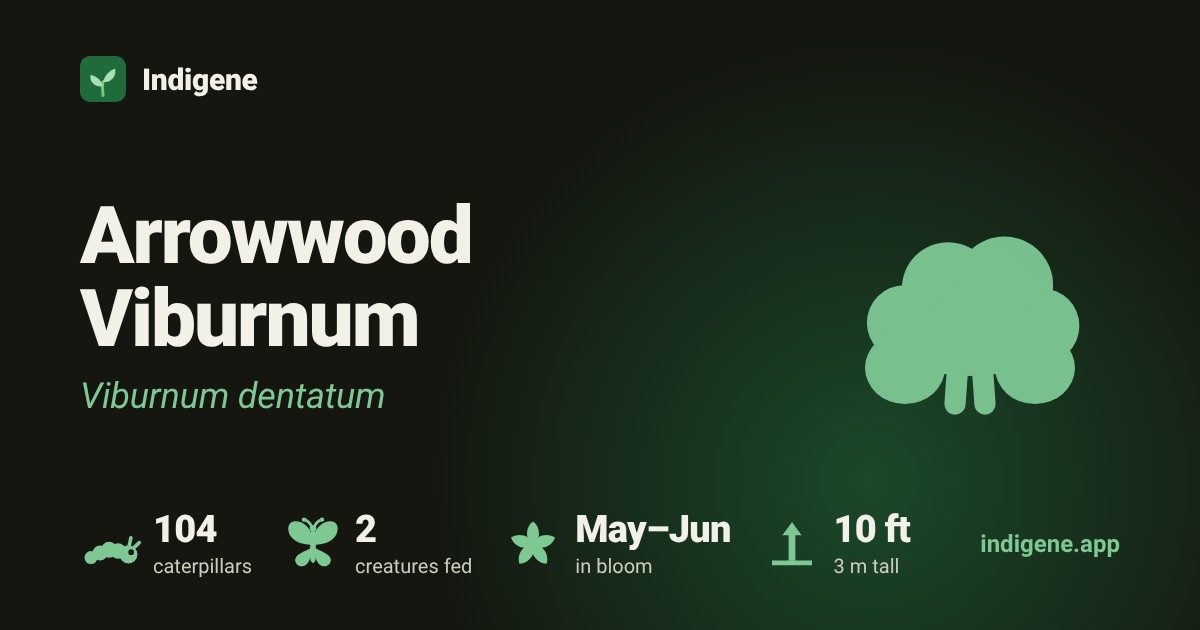 Indigene
Arrowwood
Viburnum
Viburnum dentatum
104
caterpillars
2
creatures fed
May–Jun
in bloom
10 ft
3 m tall
indigene.app